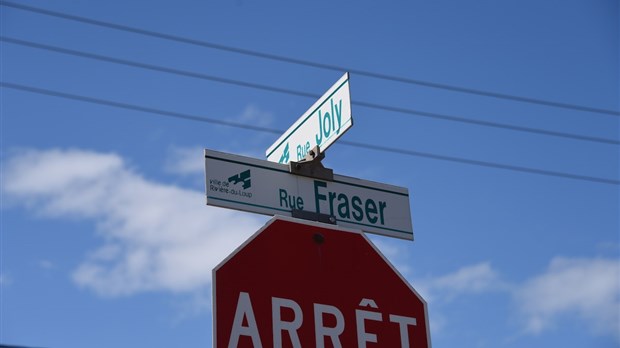 Rue Joly
ville de
Rivière-du-Loup
Rue Fraser
ARRÊT